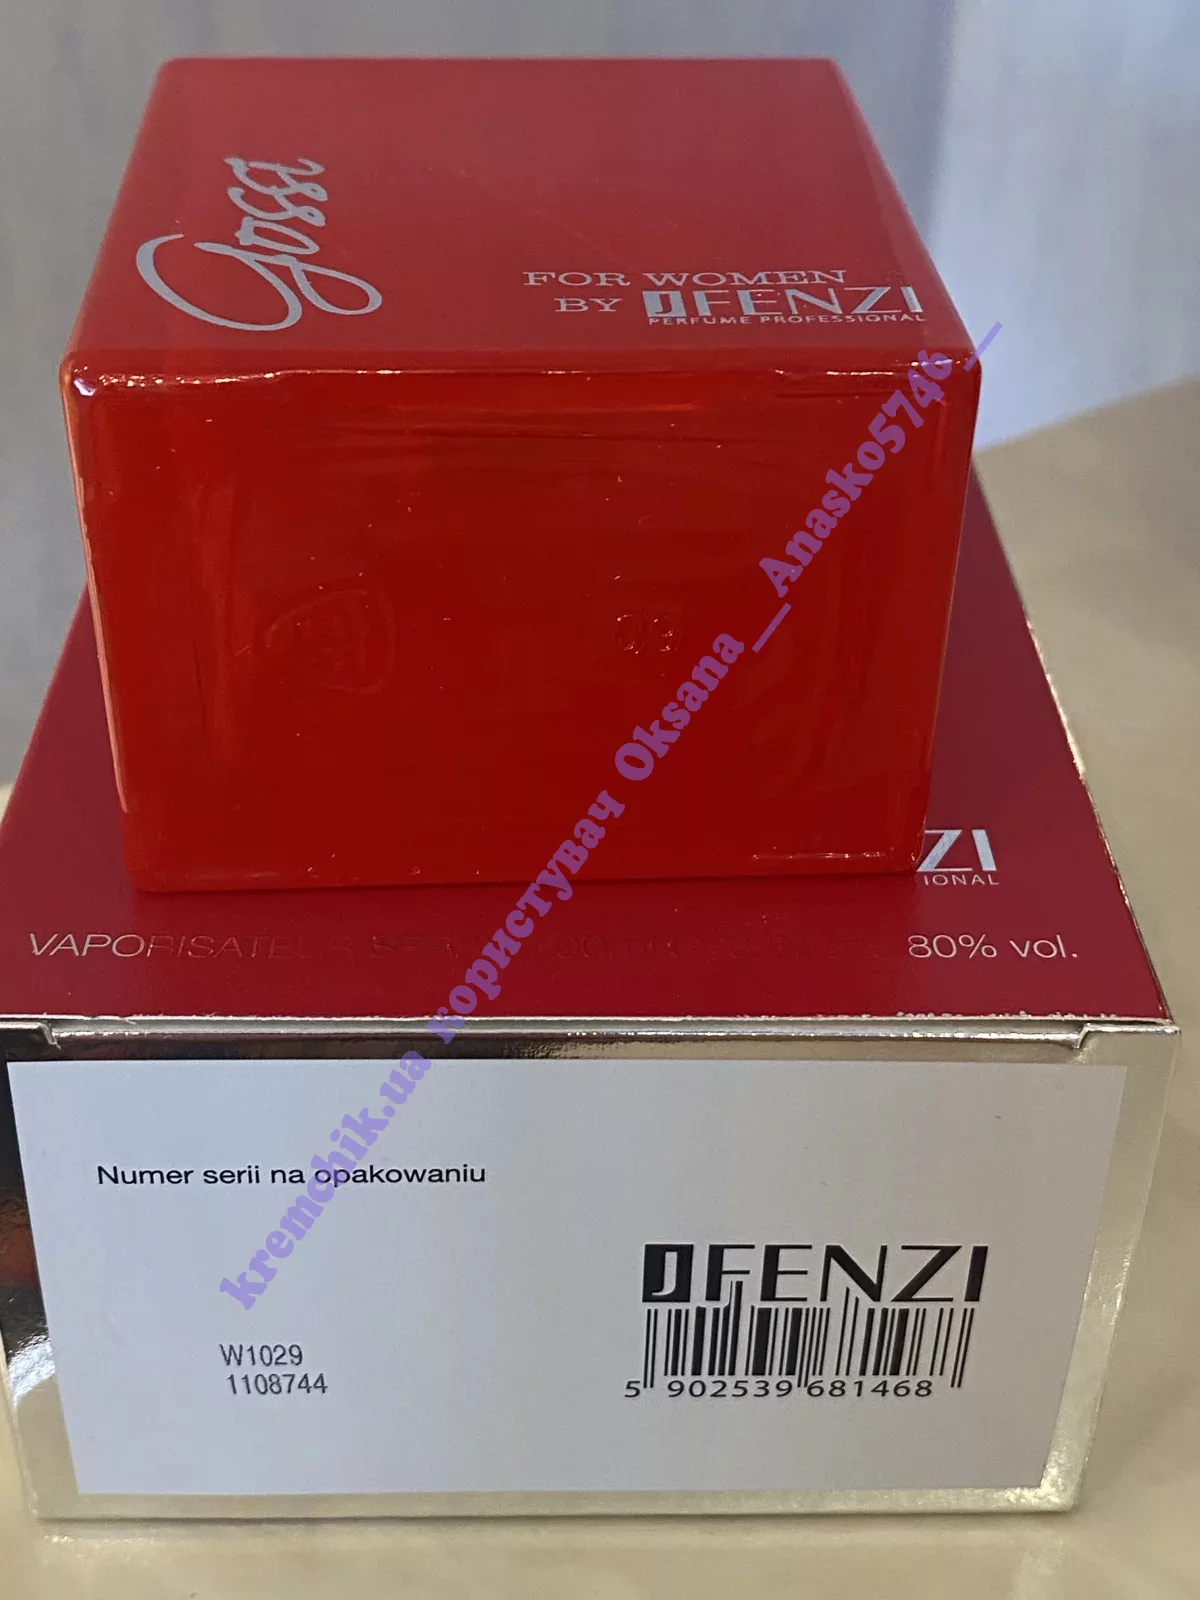 Gossi
FOR WOMEN
BY JFENZI
PERFUME PROFESSIONAL
99
ZI
IONAL
VAPORISATEUR 80% vol.
Numer serii na opakowaniu
JFENZI
W1029
1108744
5 902539 681468
kremchik.ua користувач Oksana__Anasko5746__